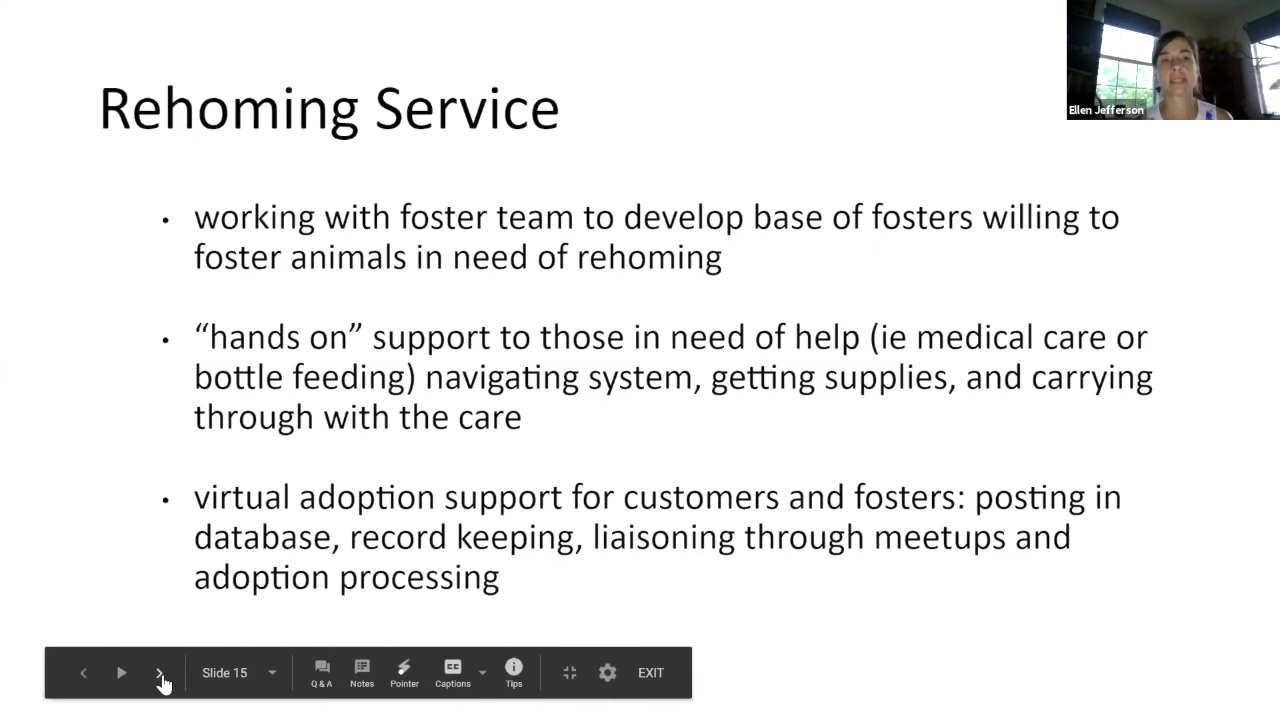 Ellen Jefferson
Rehoming Service
• working with foster team to develop base of fosters willing to
foster animals in need of rehoming
• “hands on” support to those in need of help (ie medical care or
bottle feeding) navigating system, getting supplies, and carrying
through with the care
• virtual adoption support for customers and fosters: posting in
database, record keeping, liaisoning through meetups and
adoption processing
Slide 15
Q & A
Notes
Pointer
CC
Captions
Tips
EXIT